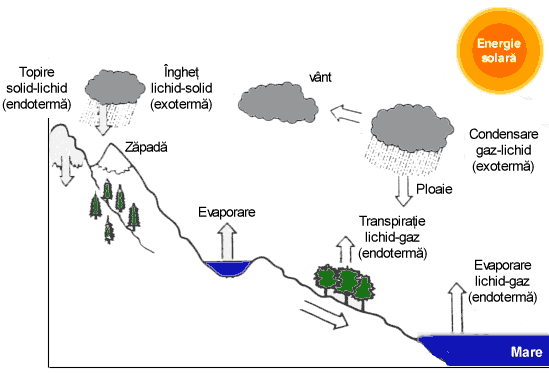 Energie
solară
Topire
solid-lichid
(endotermă)
Îngheț
lichid-solid
(exotermă)
vânt
Condensare
gaz-lichid
(exotermă)
Zăpadă
Ploaie
Evaporare
Transpirație
lichid-gaz
(endotermă)
Evaporare
lichid-gaz
(endotermă)
Mare